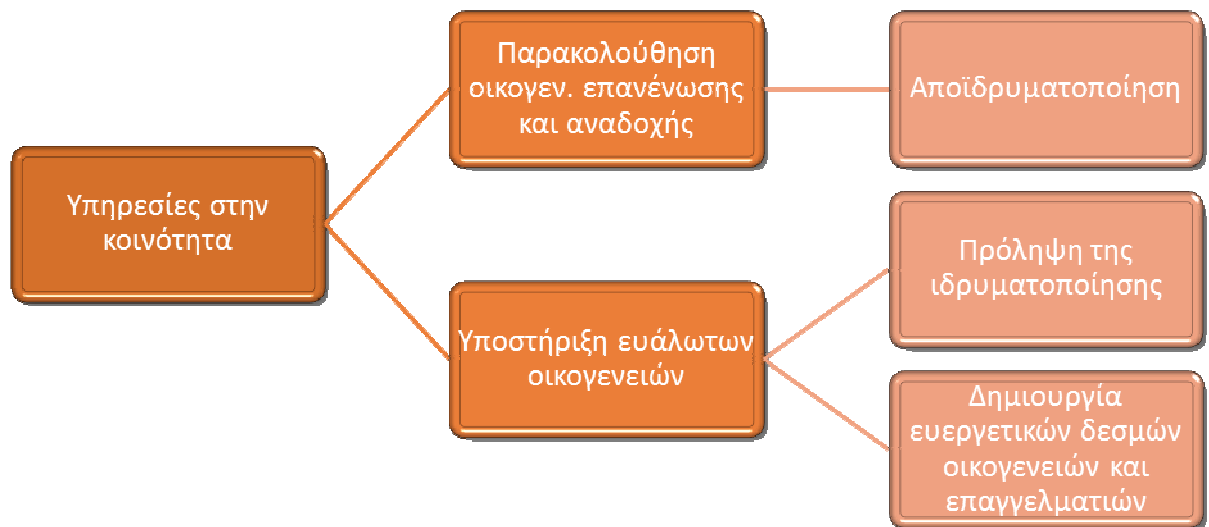 Υπηρεσίες στην
κοινότητα
Παρακολούθηση
οικογεν. επανένωσης
και αναδοχής
Αποϊδρυματοποίηση
Υποστήριξη ευάλωτων
οικογενειών
Πρόληψη της
ιδρυματοποίησης
Δημιουργία
ευεργετικών δεσμών
οικογενειών και
επαγγελματιών